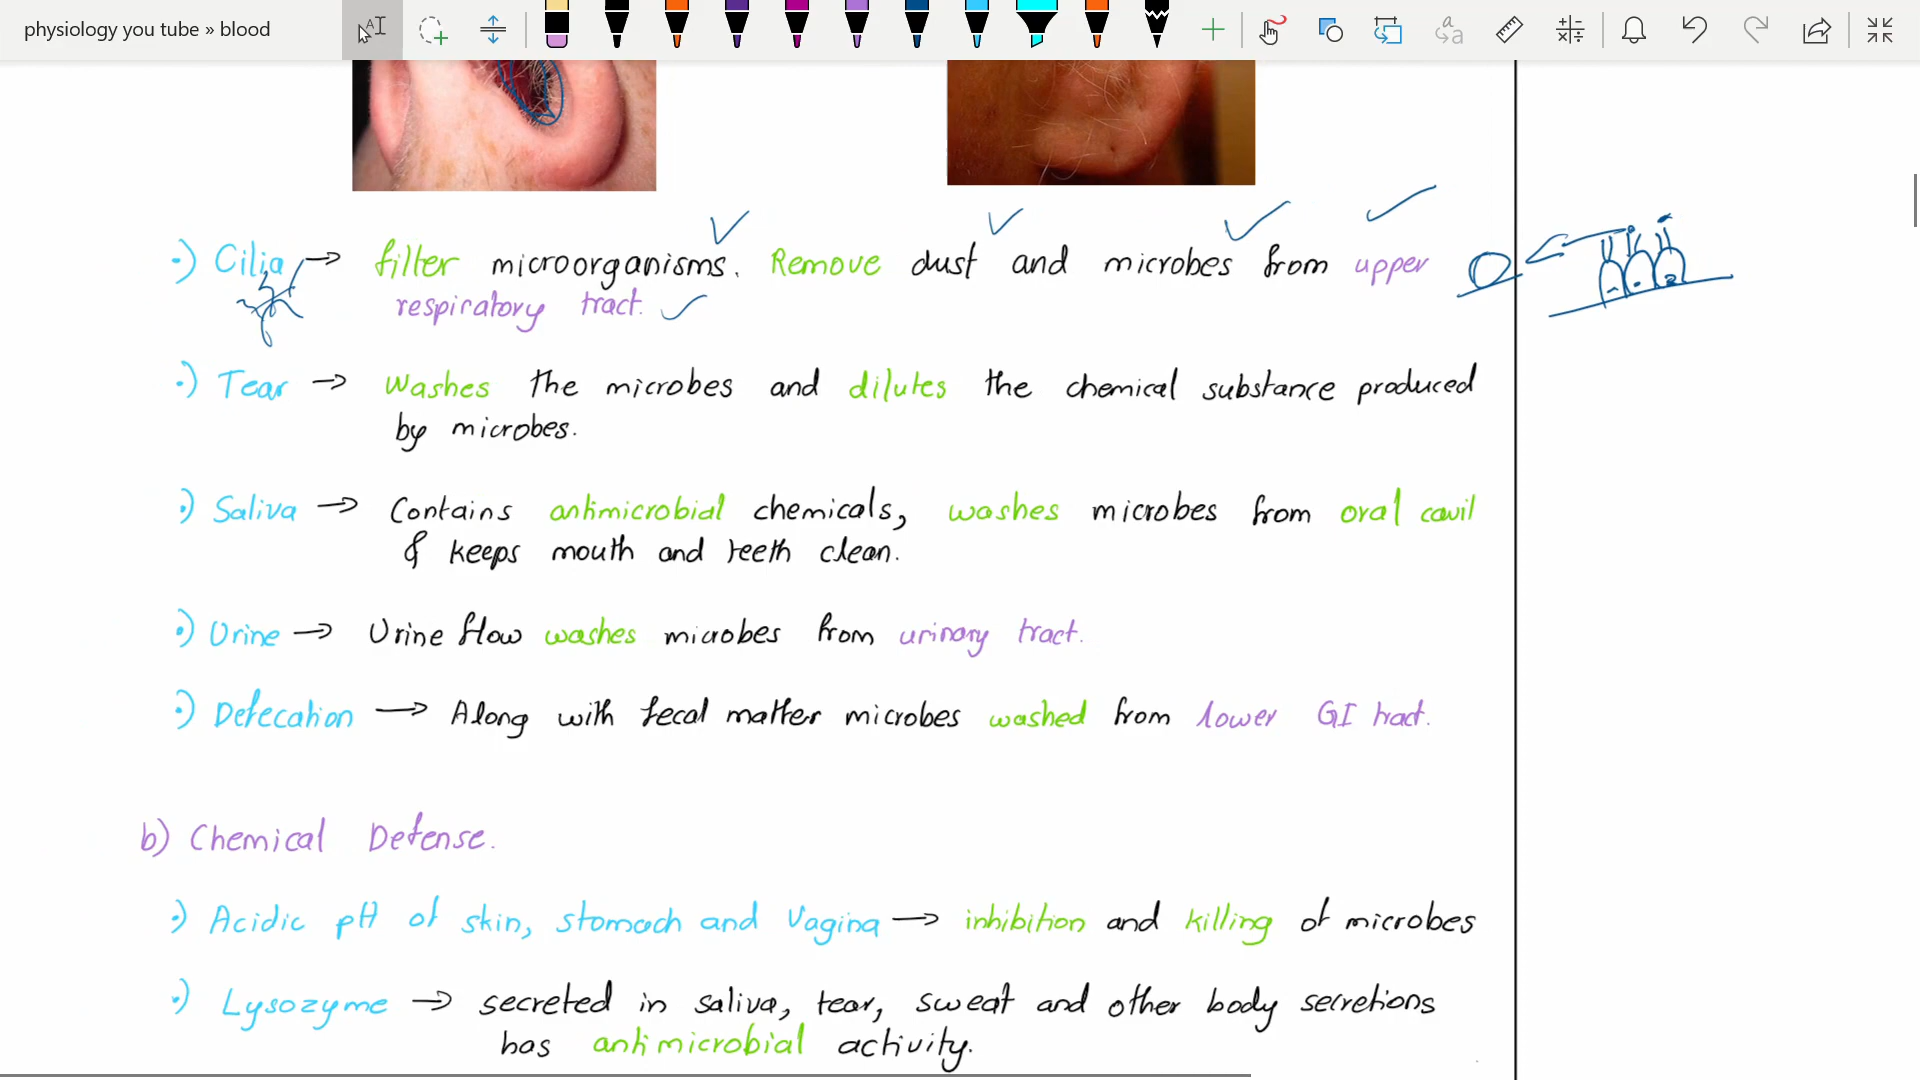 physiology you tube » blood
•) Cilia → filter microorganisms. Remove dust and microbes from upper
respiratory tract.
•) Tear → washes the microbes and dilutes the chemical substance produced
by microbes.
•) Saliva → Contains antimicrobial chemicals, washes microbes from oral cavil
& keeps mouth and teeth clean.
•) Urine → Urine flow washes microbes from urinary tract.
•) Defecation → Along with fecal matter microbes washed from lower GI tract.
b) Chemical Defense.
•) Acidic pH of skin, stomach and Vagina → inhibition and killing of microbes
•) Lysozyme → secreted in saliva, tear, sweat and other body secretions
has antimicrobial activity.